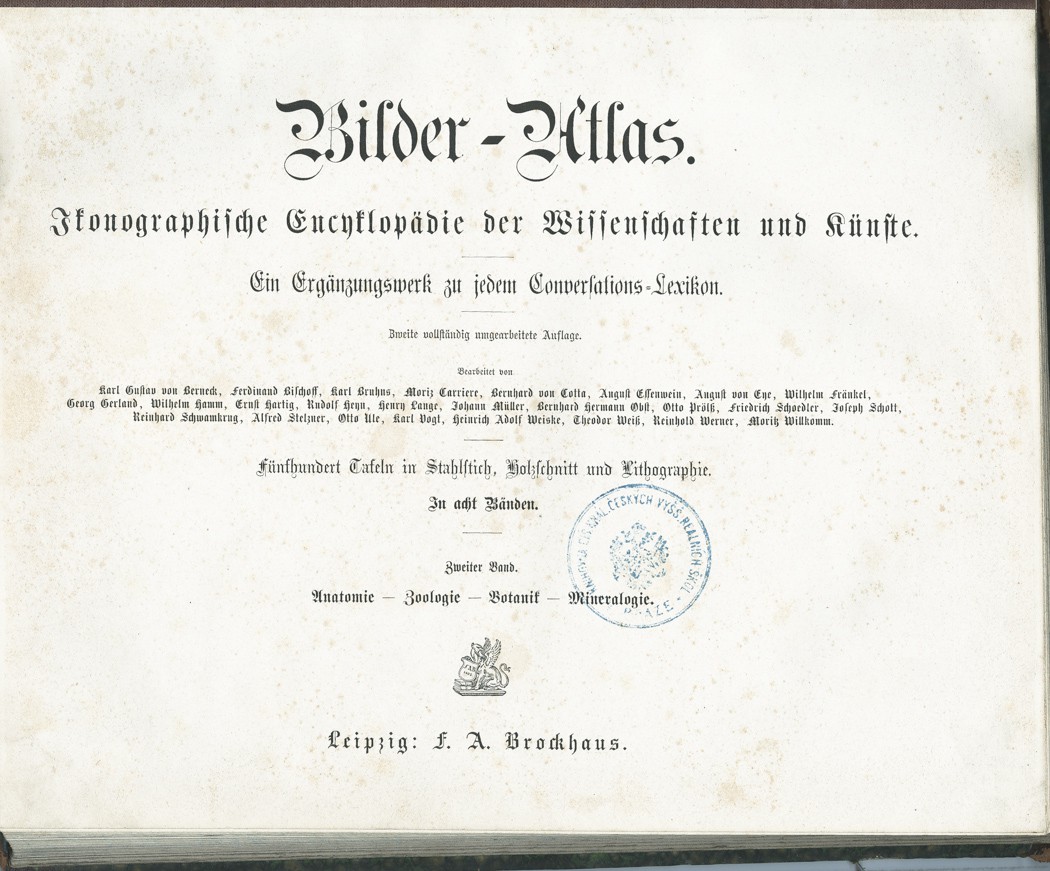 Bilder-Atlas.
Ikonographische Encyklopädie der Wissenschaften und Künste.
Ein Ergänzungswerk zu jedem Conversations-Lexikon.
Zweite vollständig umgearbeitete Auflage.
Bearbeitet von
Karl Gustav von Berneck, Ferdinand Bischoff, Karl Bruhns, Moriz Carriere, Bernhard von Cotta, August Essenwein, August von Eye, Wilhelm Fränkel,
Georg Gerland, Wilhelm Hamm, Ernst Hartig, Rudolf Heyn, Henry Lange, Johann Müller, Bernhard Hermann Obst, Otto Prölß, Friedrich Schoedler, Joseph Schott,
Reinhard Schwamkrug, Alfred Stelzner, Otto Ule, Karl Vogt, Heinrich Adolf Weiske, Theodor Weiß, Reinhold Werner, Moritz Willkomm.
Fünfhundert Tafeln in Stahlstich, Holzschnitt und Lithographie.
In acht Bänden.
ČESKÝCH VYŠŠ. REALNÍCH ŠKOL
Zweiter Band.
Anatomie — Zoologie — Botanik — Mineralogie.
Leipzig: F. A. Brockhaus.